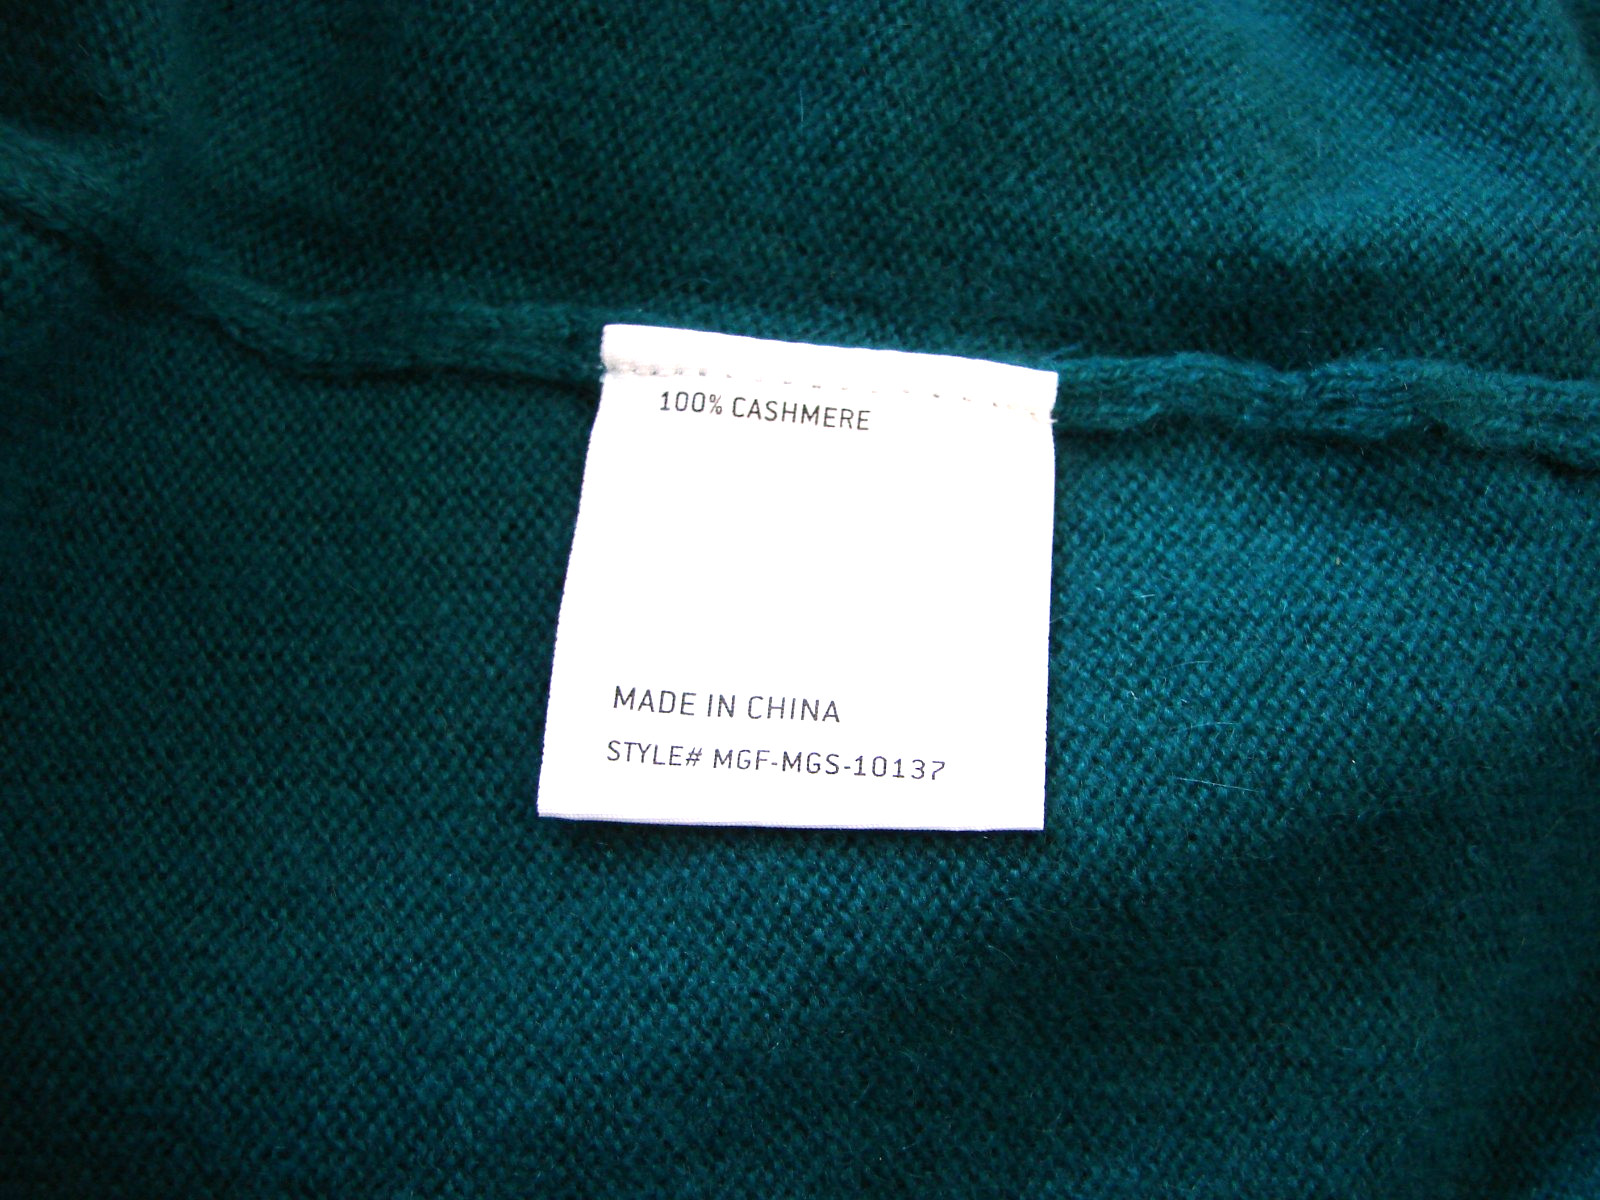 100% CASHMERE
MADE IN CHINA
STYLE# MGF-MGS-10137